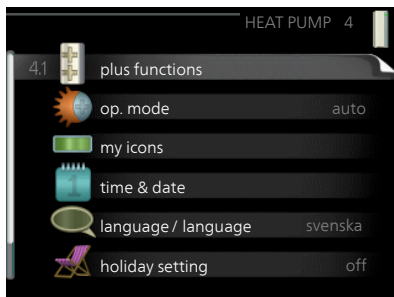 HEAT PUMP 4
4.1 plus functions
op. mode auto
my icons
1
time & date
language / language svenska
holiday setting off